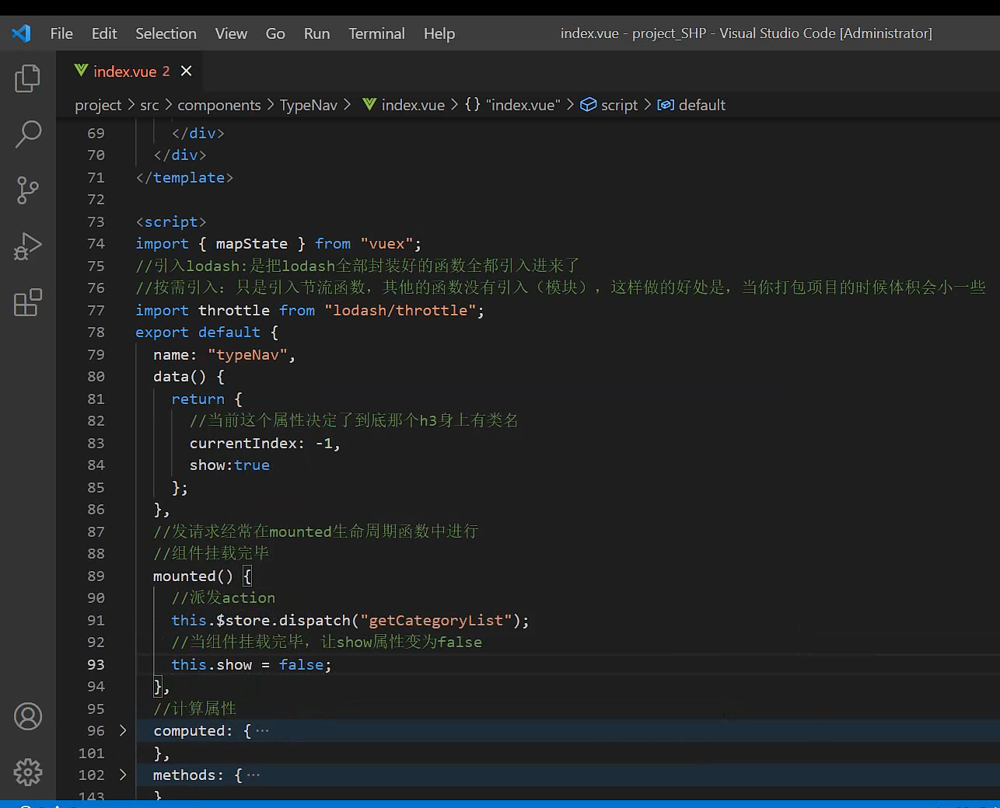 File Edit Selection View Go Run Terminal Help index.vue - project_SHP - Visual Studio Code [Administrator]
index.vue 2 ×
project > src > components > TypeNav > index.vue > {} "index.vue" > script > default
69 </div>
70 </div>
71 </template>
72
73 <script>
74 import { mapState } from "vuex";
75 //引入lodash:是把lodash全部封装好的函数全都引入进来了
76 //按需引入：只是引入节流函数，其他的函数没有引入（模块），这样做的好处是，当你打包项目的时候体积会小一些
77 import throttle from "lodash/throttle";
78 export default {
79 name: "typeNav",
80 data() {
81 return {
82 //当前这个属性决定了到底那个h3身上有类名
83 currentIndex: -1,
84 show:true
85 };
86 },
87 //发请求经常在mounted生命周期函数中进行
88 //组件挂载完毕
89 mounted() {
90 //派发action
91 this.$store.dispatch("getCategoryList");
92 //当组件挂载完毕，让show属性变为false
93 this.show = false;
94 },
95 //计算属性
96 computed: {···
101 },
102 methods: {···
143 }